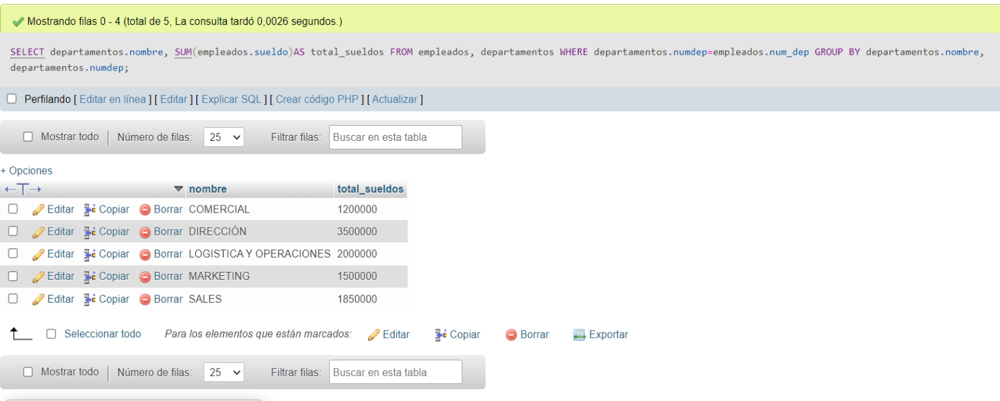 Mostrando filas 0 - 4 (total de 5, La consulta tardó 0,0026 segundos.)
SELECT departamentos.nombre, SUM(empleados.sueldo)AS total_sueldos FROM empleados, departamentos WHERE departamentos.numdep=empleados.num_dep GROUP BY departamentos.nombre,
departamentos.numdep;
Perfilando [ Editar en línea ] [ Editar ] [ Explicar SQL ] [ Crear código PHP ] [ Actualizar ]
Mostrar todo | Número de filas: 25 Filtrar filas: Buscar en esta tabla
+ Opciones
←T→ nombre total_sueldos
Editar Copiar Borrar COMERCIAL 1200000
Editar Copiar Borrar DIRECCIÓN 3500000
Editar Copiar Borrar LOGISTICA Y OPERACIONES 2000000
Editar Copiar Borrar MARKETING 1500000
Editar Copiar Borrar SALES 1850000
Seleccionar todo Para los elementos que están marcados: Editar Copiar Borrar Exportar
Mostrar todo | Número de filas: 25 Filtrar filas: Buscar en esta tabla